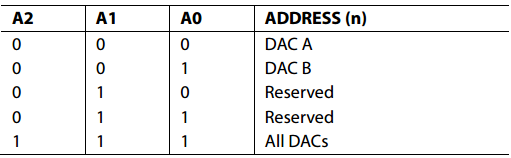 A2 A1 A0 ADDRESS (n)
0 0 0 DAC A
0 0 1 DAC B
0 1 0 Reserved
0 1 1 Reserved
1 1 1 All DACs